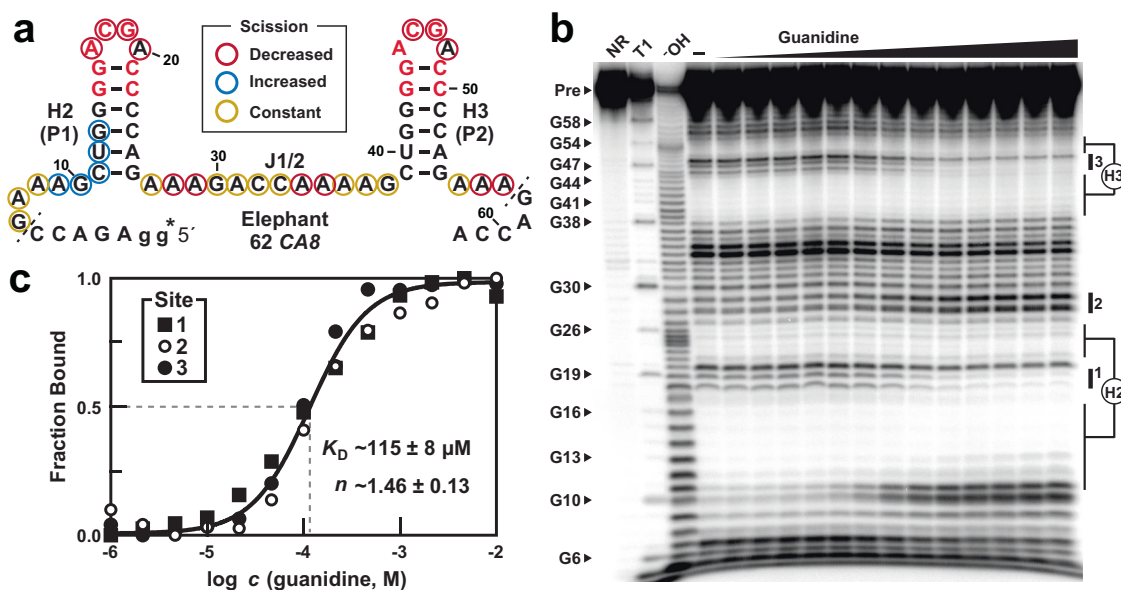 a
Scission
Decreased
Increased
Constant
C G
A A
20
G C
G C
G C
G C
U A
C G
H2
(P1)
10
A A A G
A
G
C C A G A g g * 5´
30
J1/2
A A A G A C C A A A A G
C G
A A
G C
G C 50
G C
G C
U A
C G
H3
(P2)
40
G A A A
G
60
A C C A
Elephant
62 CA8
b
NR
T1
-OH
–
Guanidine
Pre
G58
G54
G47
G44
G41
G38
G30
G26
G19
G16
G13
G10
G6
3
H3
2
1
H2
c
Fraction Bound
1.0
0.5
0.0
Site
1
2
3
KD ~115 ± 8 µM
n ~1.46 ± 0.13
-6 -5 -4 -3 -2
log c (guanidine, M)